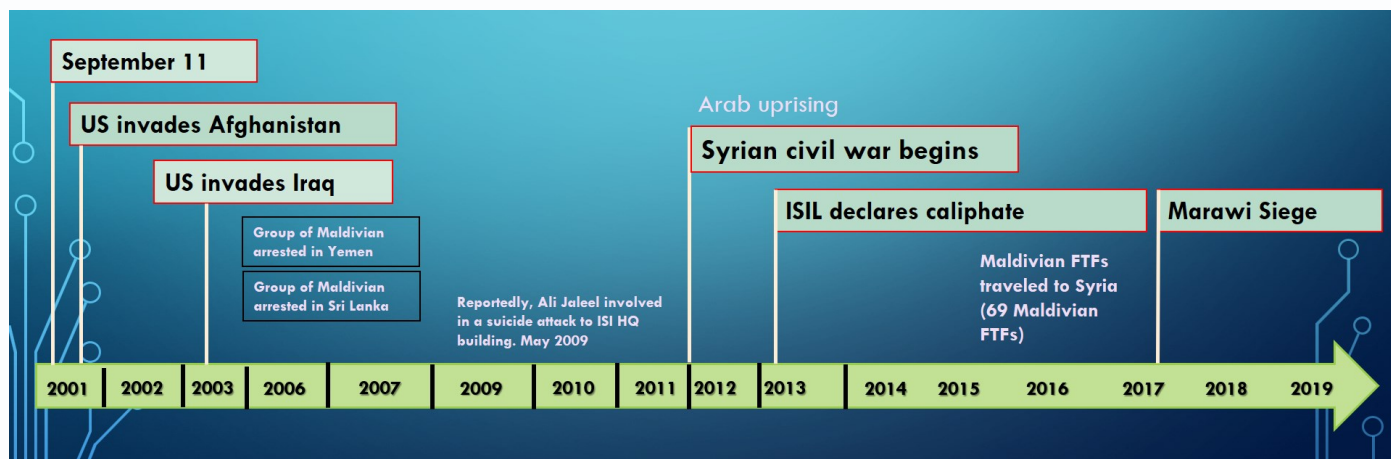 September 11
US invades Afghanistan
US invades Iraq
Group of Maldivian
arrested in Yemen
Group of Maldivian
arrested in Sri Lanka
Reportedly, Ali Jaleel involved
in a suicide attack to ISI HQ
building. May 2009
Arab uprising
Syrian civil war begins
ISIL declares caliphate
Maldivian FTFs
traveled to Syria
(69 Maldivian
FTFs)
Marawi Siege
2001 2002 2003 2006 2007 2009 2010 2011 2012 2013 2014 2015 2016 2017 2018 2019